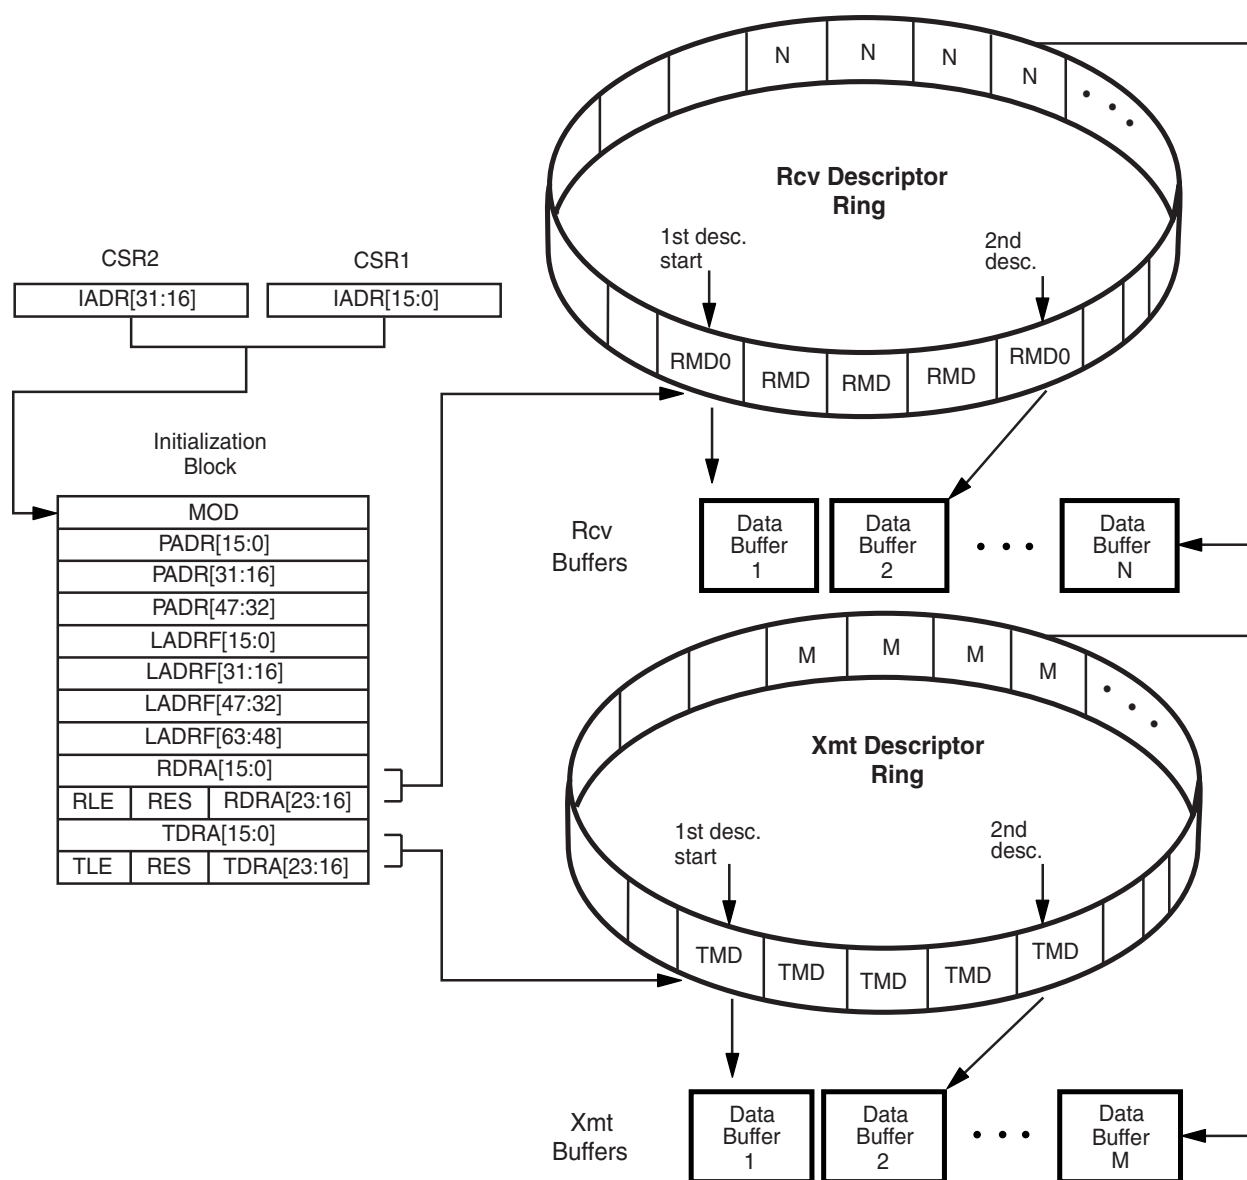 N N N N
Rcv Descriptor
Ring
1st desc.
start
2nd
desc.
CSR2 CSR1
IADR[31:16] IADR[15:0]
RMD0 RMD RMD RMD RMD0
Initialization
Block
MOD
PADR[15:0]
PADR[31:16]
PADR[47:32]
LADRF[15:0]
LADRF[31:16]
LADRF[47:32]
LADRF[63:48]
RDRA[15:0]
RLE RES RDRA[23:16]
TDRA[15:0]
TLE RES TDRA[23:16]
Rcv
Buffers
Data
Buffer
1
Data
Buffer
2
• • •
Data
Buffer
N
M M M M
Xmt Descriptor
Ring
1st desc.
start
2nd
desc.
TMD TMD TMD TMD TMD
Xmt
Buffers
Data
Buffer
1
Data
Buffer
2
• • •
Data
Buffer
M